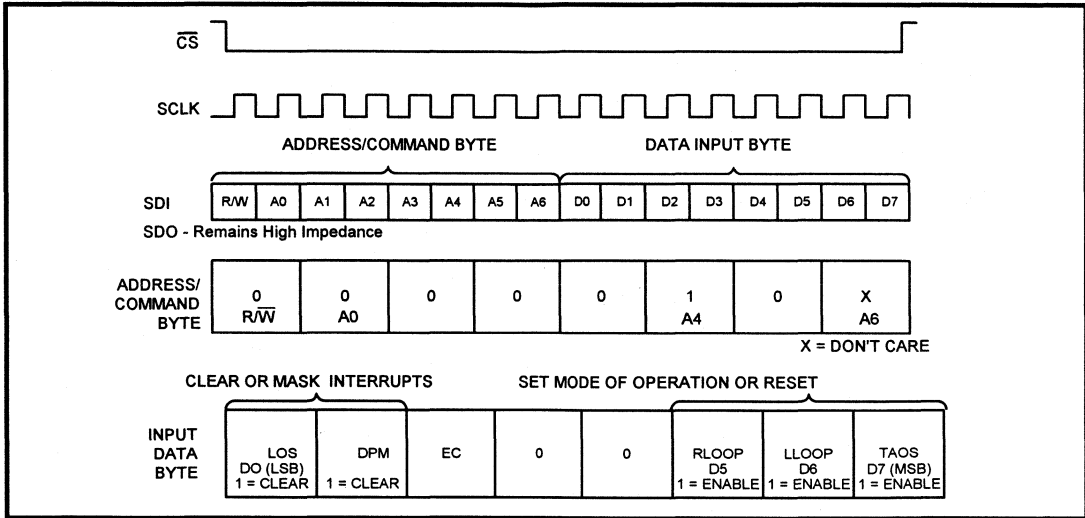 CS
SCLK
ADDRESS/COMMAND BYTE DATA INPUT BYTE
SDI R/W A0 A1 A2 A3 A4 A5 A6 D0 D1 D2 D3 D4 D5 D6 D7
SDO - Remains High Impedance
ADDRESS/
COMMAND
BYTE
0 0 0 0 0 1 0 X
R/W A0 A4 A6
X = DON'T CARE
CLEAR OR MASK INTERRUPTS SET MODE OF OPERATION OR RESET
INPUT
DATA
BYTE
LOS DPM EC 0 0 RLOOP LLOOP TAOS
DO (LSB) D5 D6 D7 (MSB)
1 = CLEAR 1 = CLEAR 1 = ENABLE 1 = ENABLE 1 = ENABLE